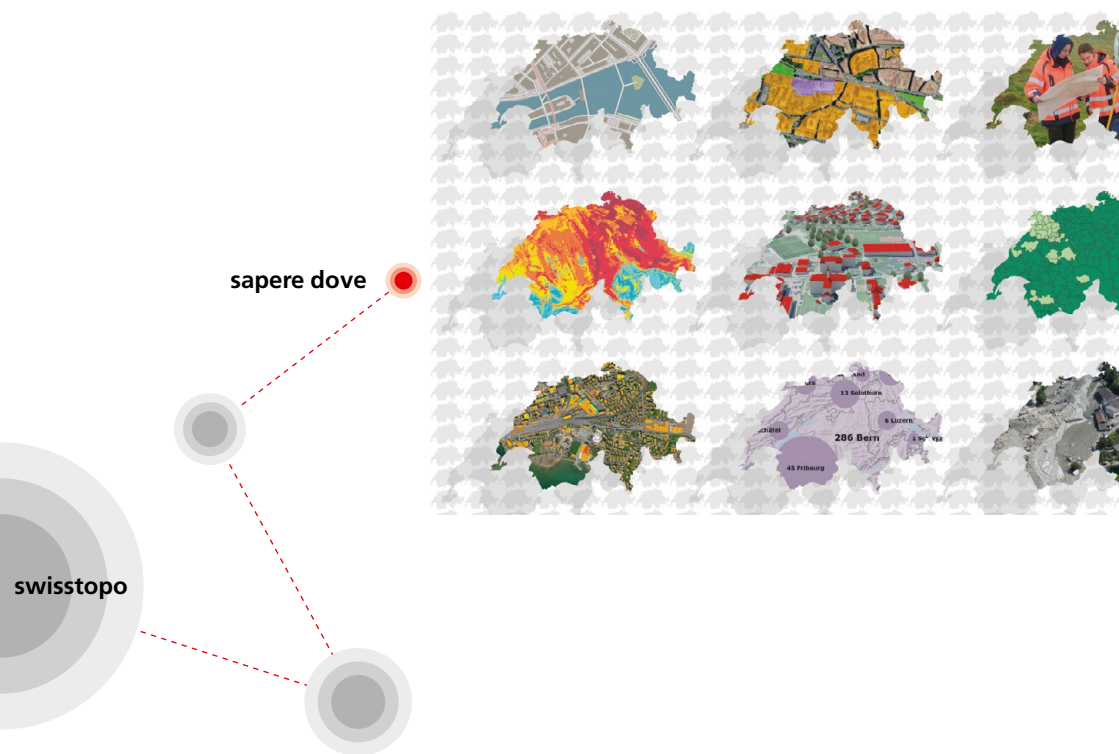 sapere dove
swisstopo
13 Solothurn
6 Luzern
286 Bern
45 Fribourg